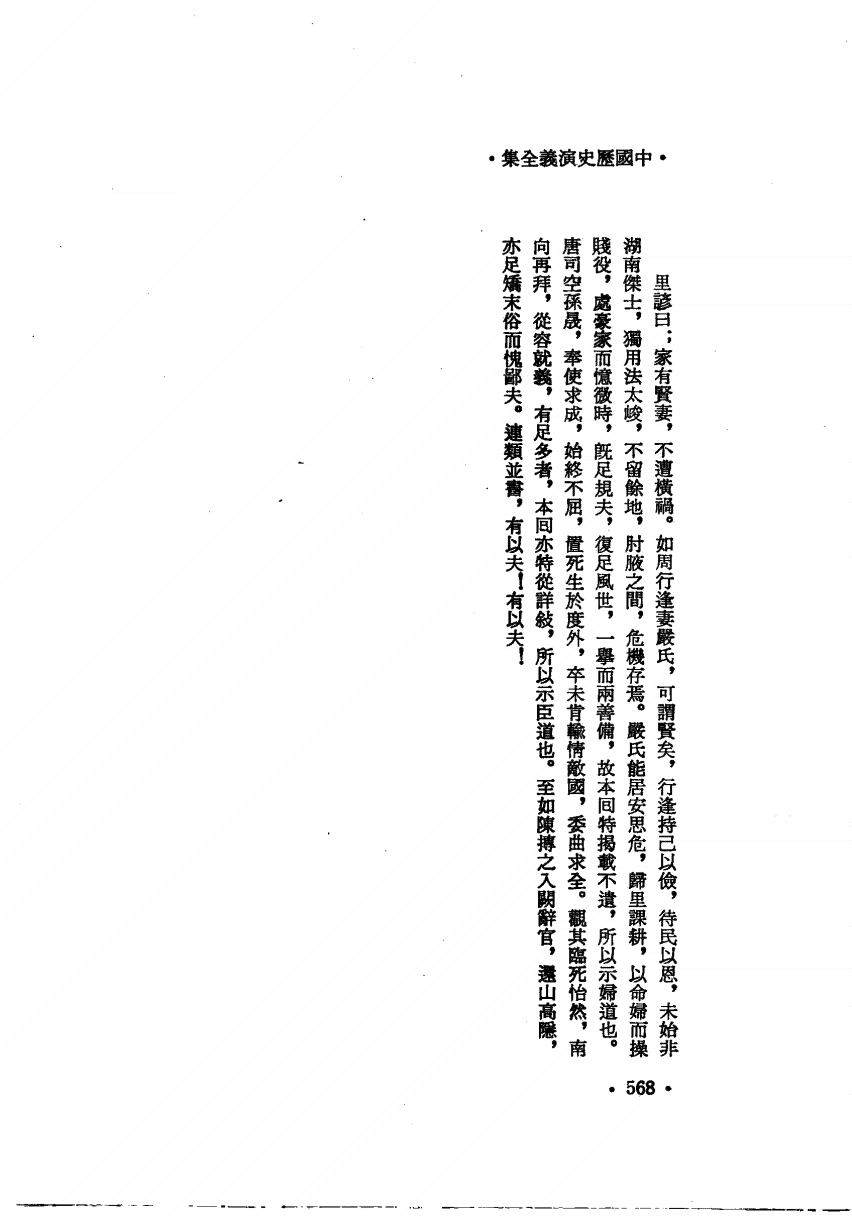 •中國歷史演義全集•
里諺曰；家有賢妻，不遭橫禍。如周行逢妻嚴氏，可謂賢矣，行逢持己以儉，待民以恩，未始非
湖南傑士，獨用法太峻，不留餘地，肘腋之間，危機存焉。嚴氏能居安思危，歸里課耕，以命婦而操
賤役，處豪家而憶微時，旣足規夫，復足風世，一舉而兩善備，故本回特揭載不遺，所以示婦道也。
唐司空孫晟，奉使求成，始終不屈，置死生於度外，卒未肯輸情敵國，委曲求全。觀其臨死怡然，南
向再拜，從容就義，有足多者，本回亦特從詳敍，所以示臣道也。至如陳摶之入闕辭官，還山高隱，
亦足矯末俗而愧鄙夫。連類並書，有以夫！有以夫！
•568•